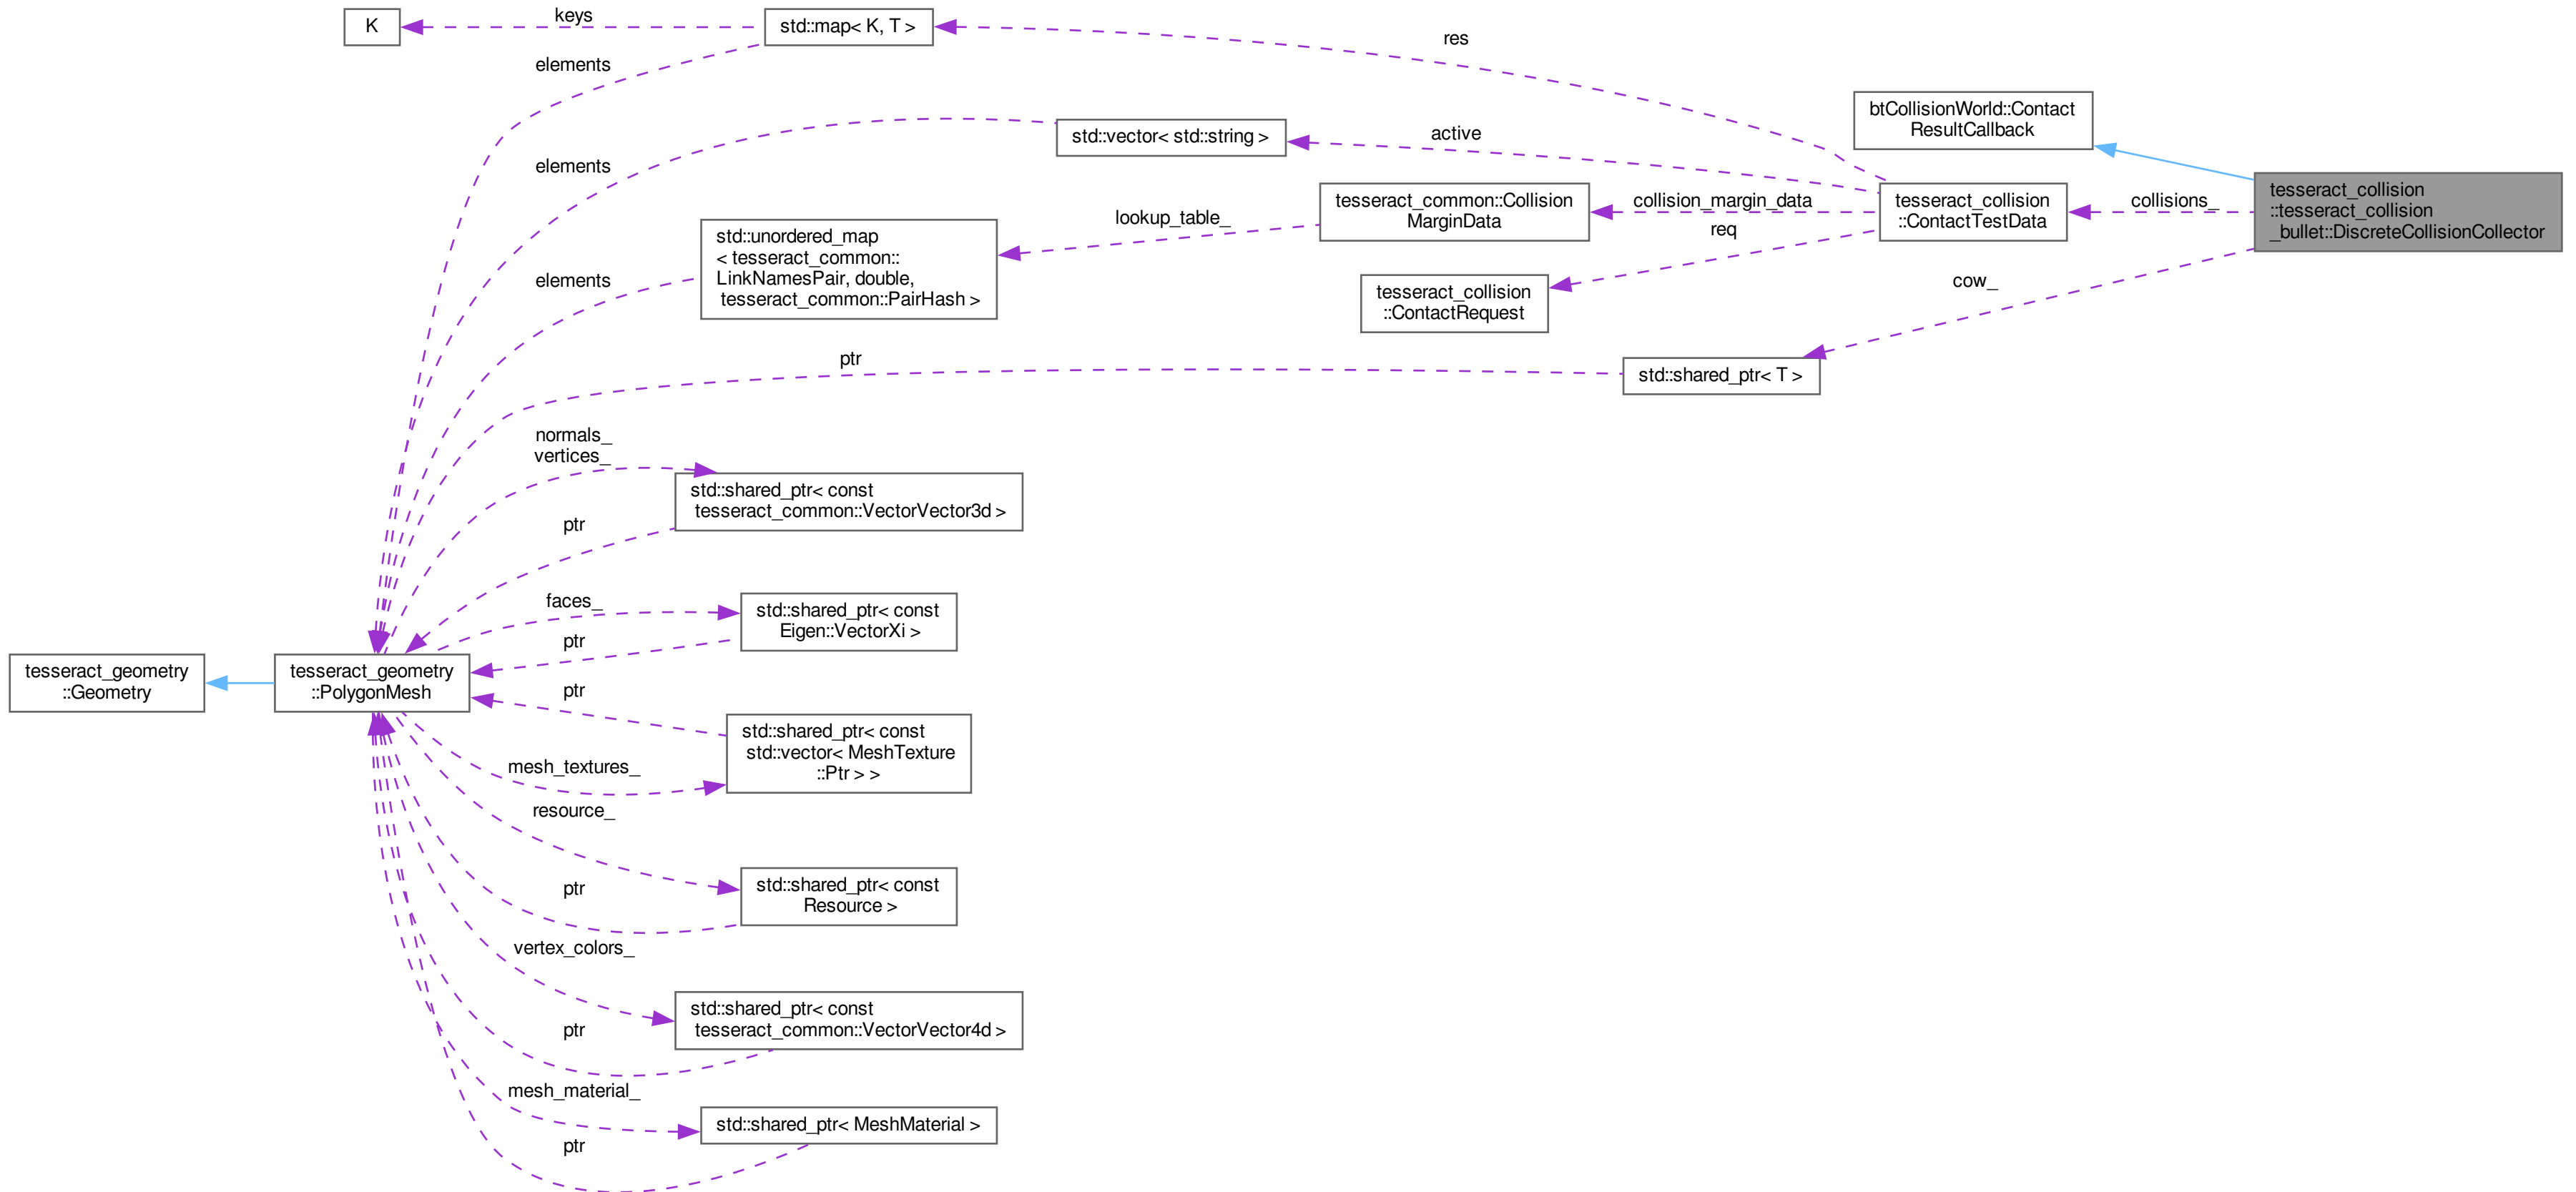 K
keys
std::map< K, T >
res
elements
btCollisionWorld::Contact
ResultCallback
std::vector< std::string >
active
elements
tesseract_collision
::tesseract_collision
_bullet::DiscreteCollisionCollector
collisions_
tesseract_collision
::ContactTestData
collision_margin_data
req
tesseract_common::Collision
MarginData
lookup_table_
std::unordered_map
< tesseract_common::
LinkNamesPair, double,
tesseract_common::PairHash >
elements
tesseract_collision
::ContactRequest
cow_
std::shared_ptr< T >
ptr
normals_
vertices_
std::shared_ptr< const
tesseract_common::VectorVector3d >
ptr
faces_
std::shared_ptr< const
Eigen::VectorXi >
ptr
tesseract_geometry
::Geometry
tesseract_geometry
::PolygonMesh
ptr
std::shared_ptr< const
std::vector< MeshTexture
::Ptr > >
mesh_textures_
resource_
std::shared_ptr< const
Resource >
ptr
vertex_colors_
std::shared_ptr< const
tesseract_common::VectorVector4d >
ptr
mesh_material_
std::shared_ptr< MeshMaterial >
ptr